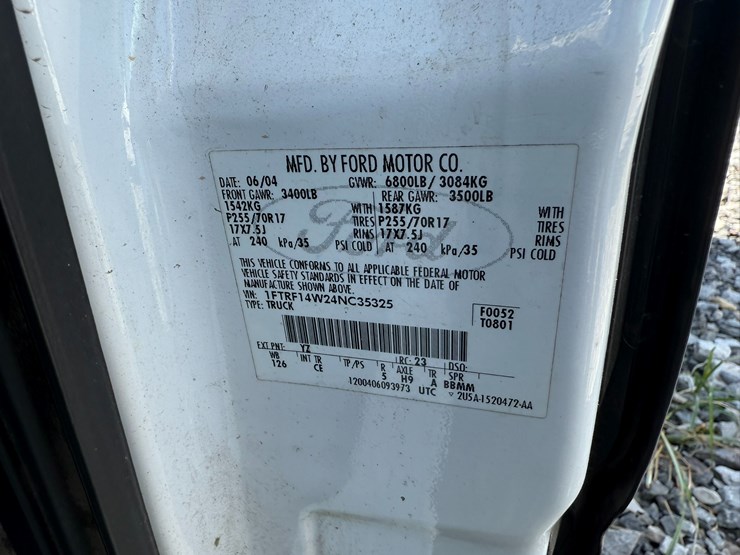 MFD. BY FORD MOTOR CO.
DATE: 06/04 GVWR: 6800LB/ 3084KG
FRONT GAWR: 3400LB REAR GAWR: 3500LB
1542KG WITH 1587KG WITH
P255/70R17 TIRES P255/70R17 TIRES
17X7.5J RIMS 17X7.5J RIMS
AT 240 kPa/35 PSI COLD AT 240 kPa/35 PSI COLD
Ford
THIS VEHICLE CONFORMS TO ALL APPLICABLE FEDERAL MOTOR
VEHICLE SAFETY STANDARDS IN EFFECT ON THE DATE OF
MANUFACTURE SHOWN ABOVE.
VIN: 1FTRF14W24NC35325 F0052
TYPE: TRUCK T0801
EXT PNT: YZ RC: 23 DSO:
WB INT TR TP/PS R AXLE TR SPR
126 CE 5 H9 A BBMM
1200406093973 UTC ▽ 2U5A-1520472-AA